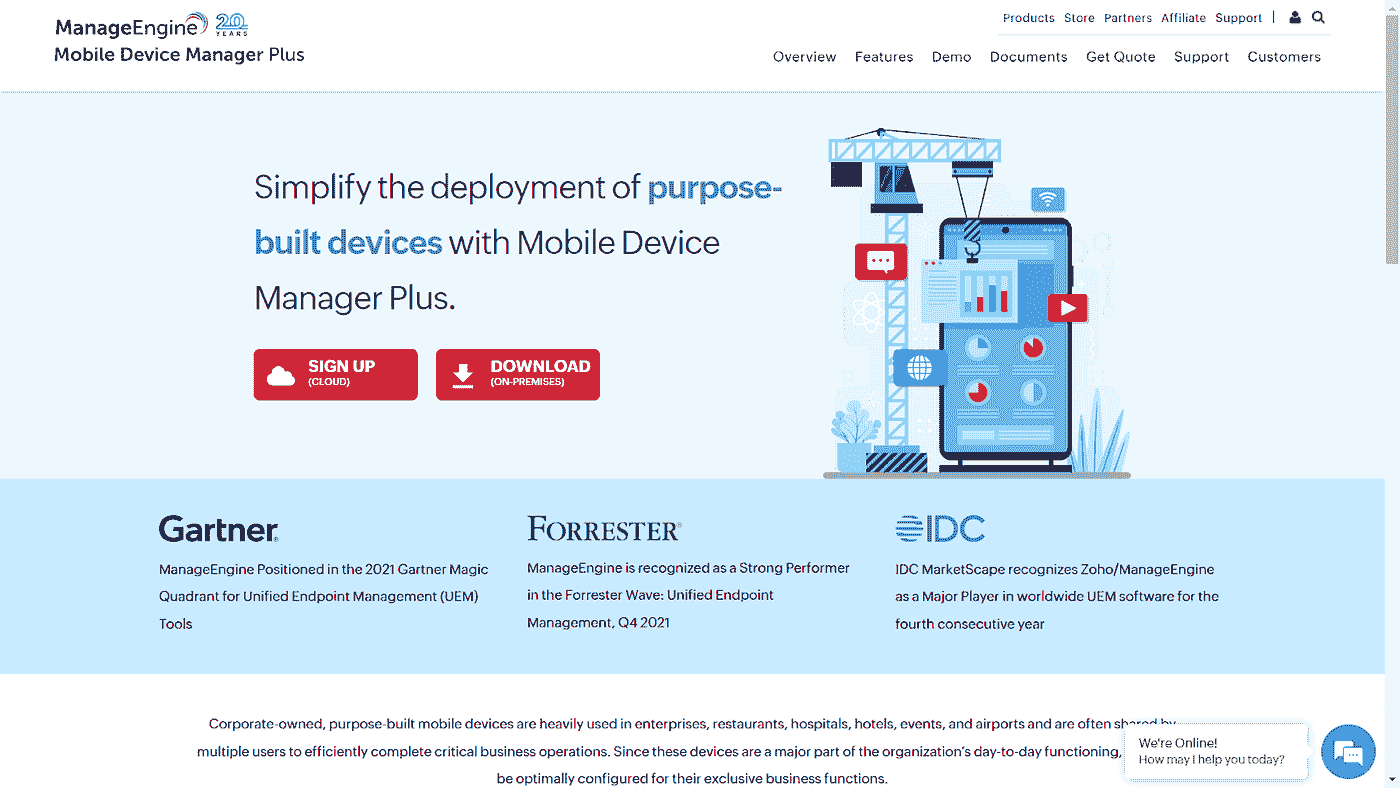 ManageEngine 20 YEARS
Mobile Device Manager Plus
Products Store Partners Affiliate Support
Overview Features Demo Documents Get Quote Support Customers
Simplify the deployment of purpose-
built devices with Mobile Device
Manager Plus.
SIGN UP
(CLOUD)
DOWNLOAD
(ON-PREMISES)
Gartner
ManageEngine Positioned in the 2021 Gartner Magic
Quadrant for Unified Endpoint Management (UEM)
Tools
FORRESTER®
ManageEngine is recognized as a Strong Performer
in the Forrester Wave: Unified Endpoint
Management, Q4 2021
IDC
IDC MarketScape recognizes Zoho/ManageEngine
as a Major Player in worldwide UEM software for the
fourth consecutive year
Corporate-owned, purpose-built mobile devices are heavily used in enterprises, restaurants, hospitals, hotels, events, and airports and are often shared by
multiple users to efficiently complete critical business operations. Since these devices are a major part of the organization's day-to-day functioning,
be optimally configured for their exclusive business functions.
We're Online!
How may I help you today?